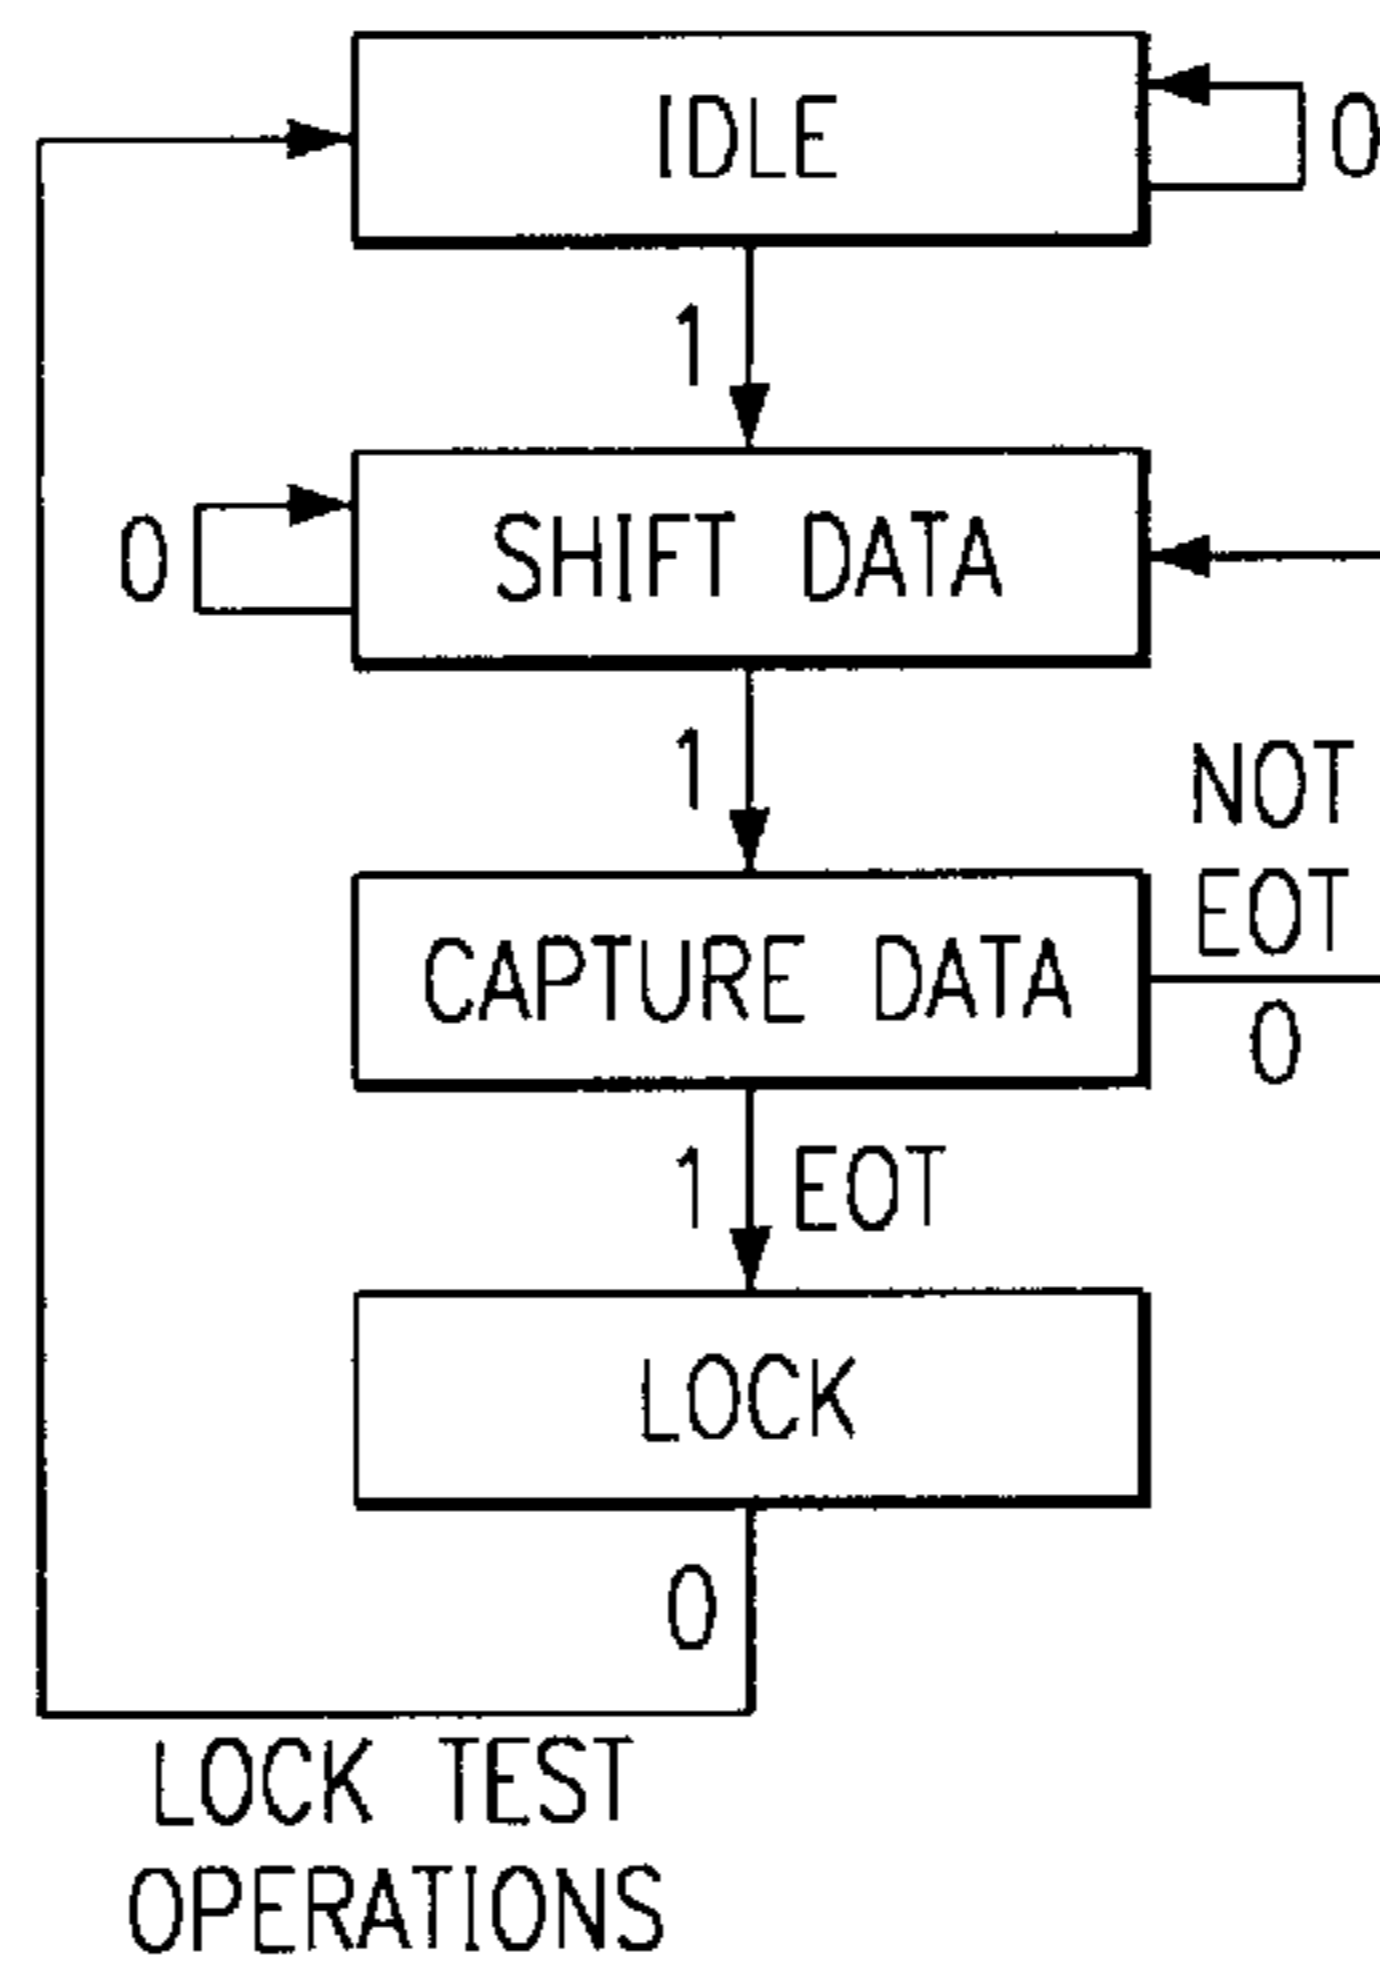 IDLE
0
1
0
SHIFT DATA
1
NOT
EOT
CAPTURE DATA
0
1 EOT
LOCK
0
LOCK TEST
OPERATIONS